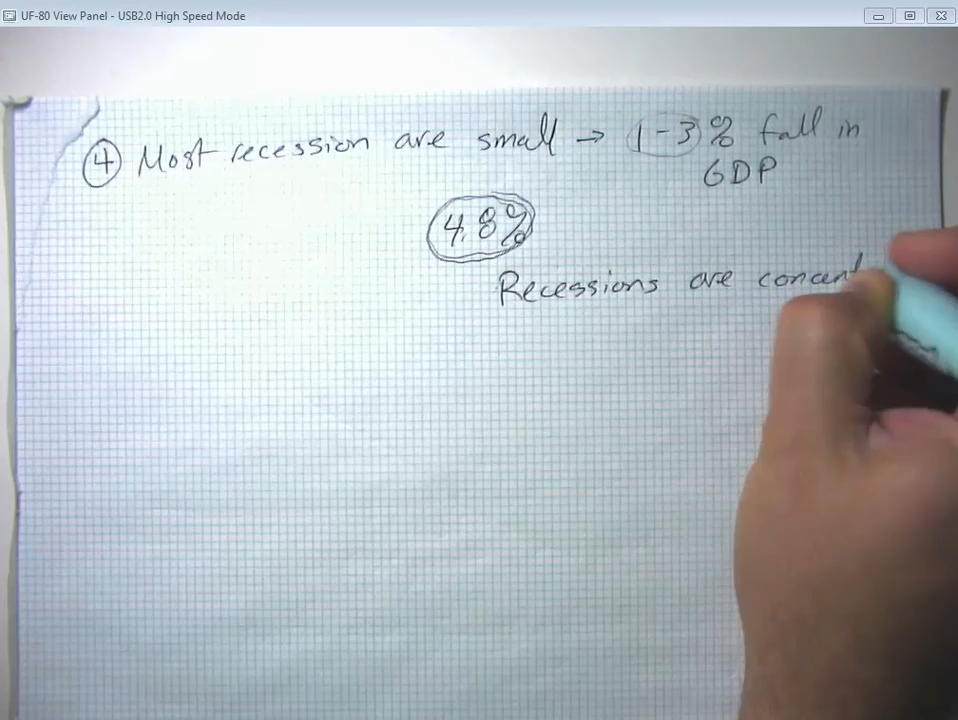 UF-80 View Panel - USB2.0 High Speed Mode
④ Most recession are small → 1-3% fall in
GDP
4.8%
Recessions are concent